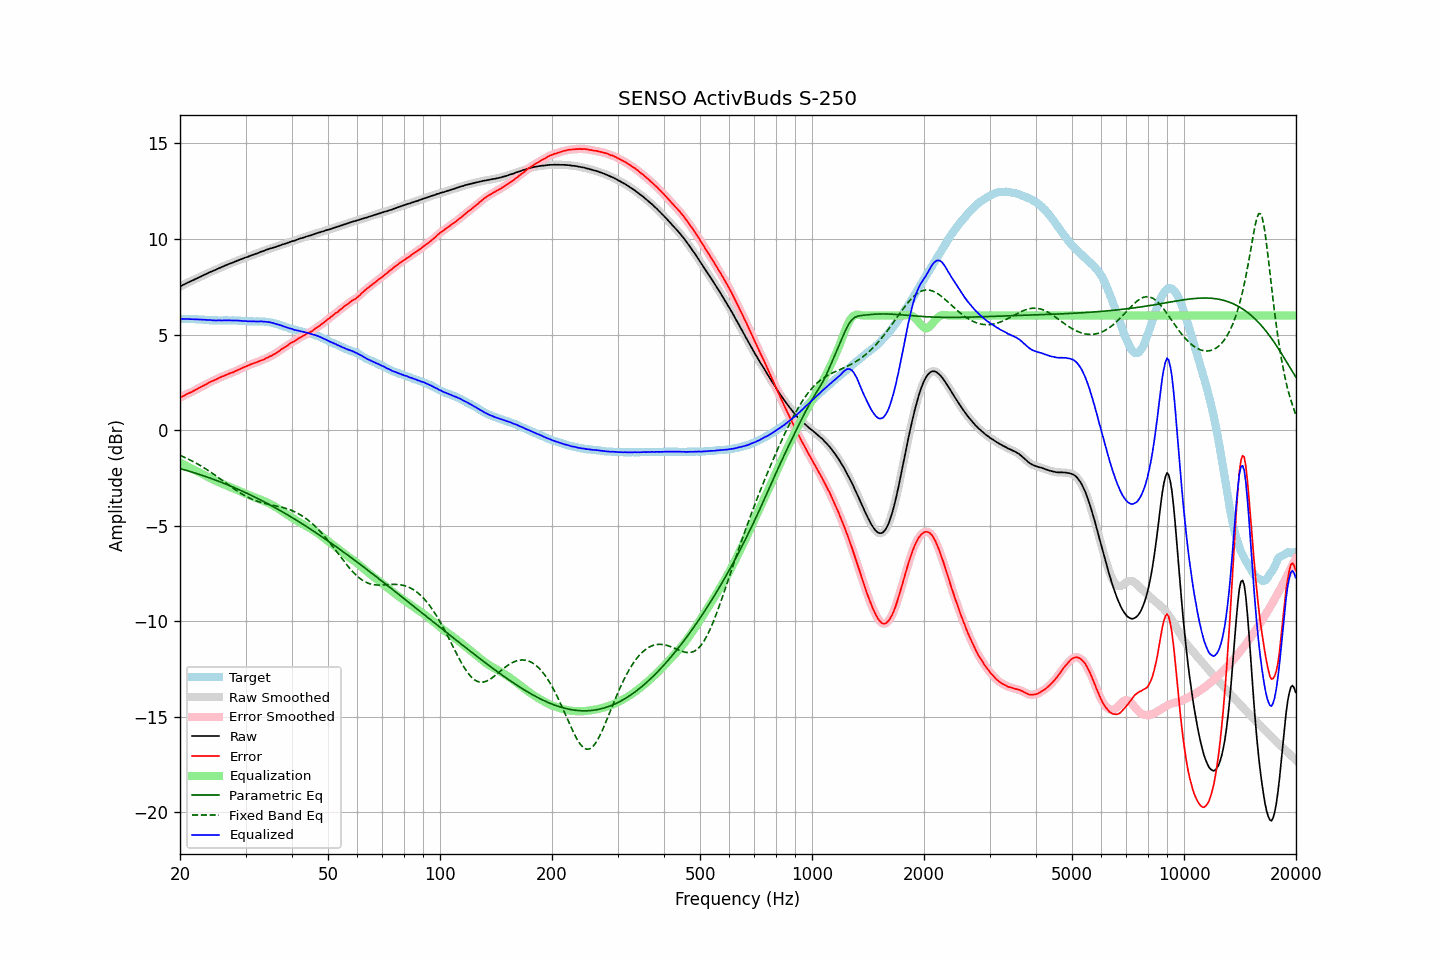 SENSO ActivBuds S-250
Amplitude (dBr)
15
10
5
0
−5
−10
−15
−20
Target
Raw Smoothed
Error Smoothed
Raw
Error
Equalization
Parametric Eq
Fixed Band Eq
Equalized
20 50 100 200 500 1000 2000 5000 10000 20000
Frequency (Hz)